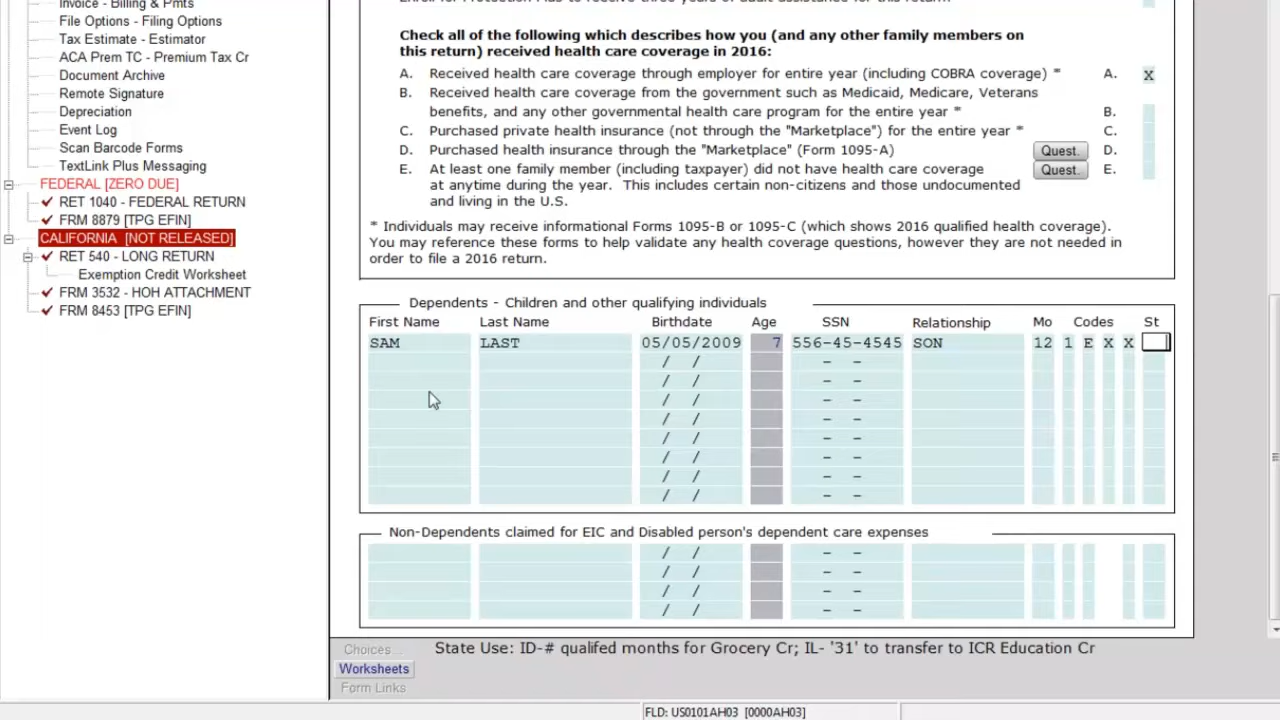 Invoice - Billing & Pmts
File Options - Filing Options
Tax Estimate - Estimator
ACA Prem TC - Premium Tax Cr
Document Archive
Remote Signature
Depreciation
Event Log
Scan Barcode Forms
TextLink Plus Messaging
FEDERAL [ZERO DUE]
RET 1040 - FEDERAL RETURN
FRM 8879 [TPG EFIN]
CALIFORNIA [NOT RELEASED]
RET 540 - LONG RETURN
Exemption Credit Worksheet
FRM 3532 - HOH ATTACHMENT
FRM 8453 [TPG EFIN]
Enroll for Protection Plus to receive three years of audit assistance for this return.
Check all of the following which describes how you (and any other family members on
this return) received health care coverage in 2016:
A. Received health care coverage through employer for entire year (including COBRA coverage) * A. X
B. Received health care coverage from the government such as Medicaid, Medicare, Veterans
benefits, and any other governmental health care program for the entire year * B.
C. Purchased private health insurance (not through the "Marketplace") for the entire year * C.
D. Purchased health insurance through the "Marketplace" (Form 1095-A) Quest. D.
E. At least one family member (including taxpayer) did not have health care coverage Quest. E.
at anytime during the year. This includes certain non-citizens and those undocumented
and living in the U.S.
* Individuals may receive informational Forms 1095-B or 1095-C (which shows 2016 qualified health coverage).
You may reference these forms to help validate any health coverage questions, however they are not needed in
order to file a 2016 return.
Dependents - Children and other qualifying individuals
First Name Last Name Birthdate Age SSN Relationship Mo Codes St
SAM LAST 05/05/2009 7 556-45-4545 SON 12 1 E X X
/ / - -
/ / - -
/ / - -
/ / - -
/ / - -
/ / - -
/ / - -
/ / - -
Non-Dependents claimed for EIC and Disabled person's dependent care expenses
/ / - -
/ / - -
/ / - -
/ / - -
Choices... State Use: ID-# qualifed months for Grocery Cr; IL- '31' to transfer to ICR Education Cr
Worksheets
Form Links
FLD: US0101AH03 [0000AH03]